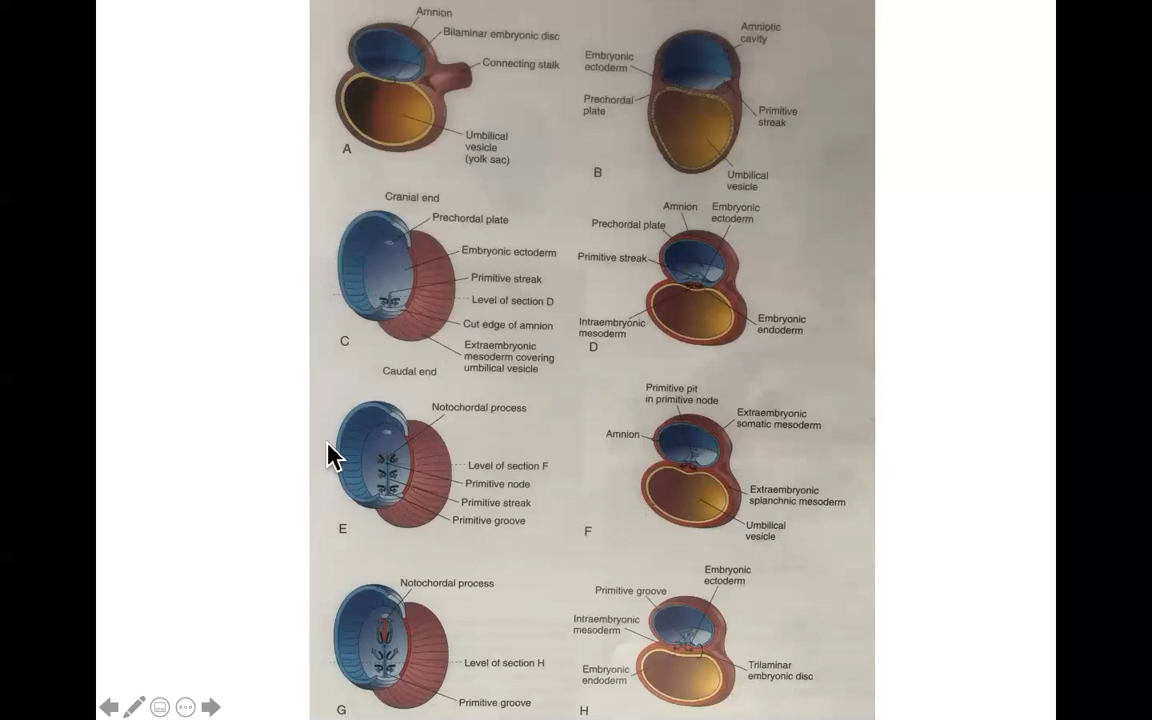 Amnion
Bilaminar embryonic disc
Connecting stalk
Umbilical
vesicle
(yolk sac)
A
Amniotic
cavity
Embryonic
ectoderm
Prechordal
plate
Primitive
streak
Umbilical
vesicle
B
Cranial end
Prechordal plate
Embryonic ectoderm
Primitive streak
Level of section D
Cut edge of amnion
Extraembryonic
mesoderm covering
umbilical vesicle
C
Caudal end
Amnion
Embryonic
ectoderm
Prechordal plate
Primitive streak
Intraembryonic
mesoderm
Embryonic
endoderm
D
Notochordal process
Level of section F
Primitive node
Primitive streak
Primitive groove
E
Primitive pit
in primitive node
Extraembryonic
somatic mesoderm
Amnion
Extraembryonic
splanchnic mesoderm
Umbilical
vesicle
F
Notochordal process
Level of section H
Primitive groove
G
Embryonic
ectoderm
Primitive groove
Intraembryonic
mesoderm
Embryonic
endoderm
Trilaminar
embryonic disc
H